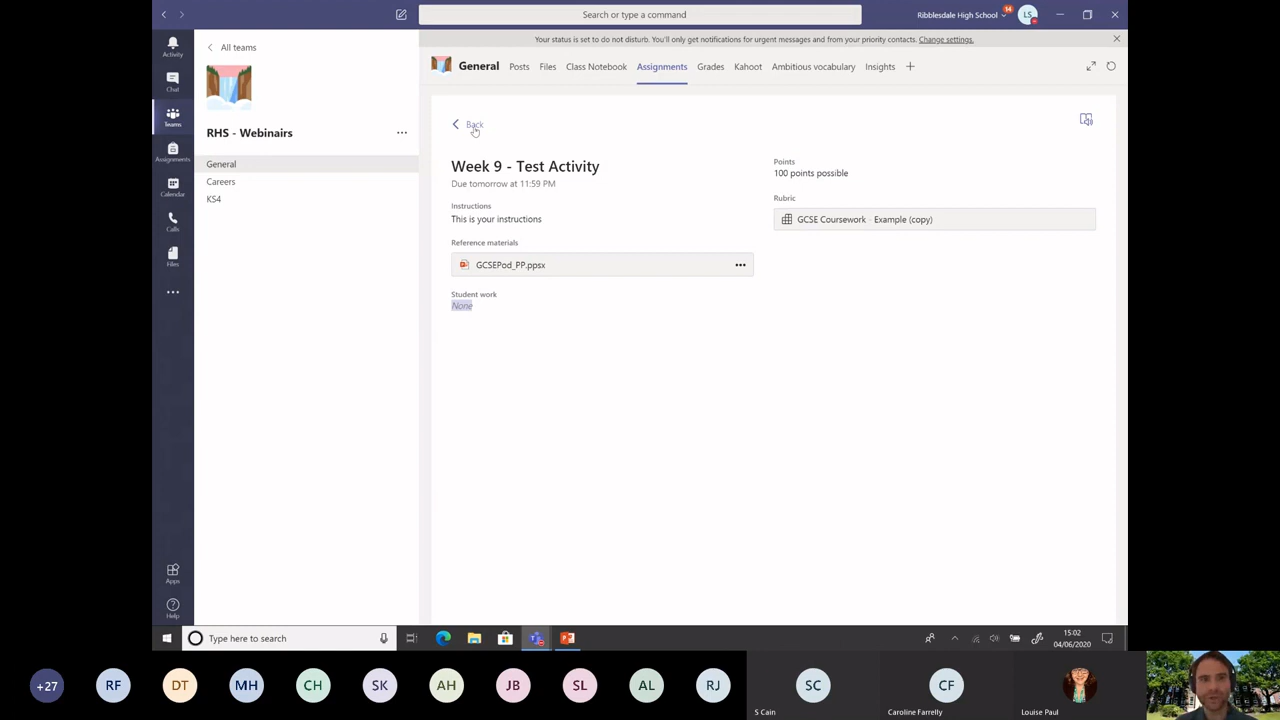 Search or type a command
Ribblesdale High School
14
LS
Your status is set to do not disturb. You'll only get notifications for urgent messages and from your priority contacts. Change settings.
Activity
Chat
Teams
Assignments
Calendar
Calls
Files
Apps
Help
All teams
RHS - Webinairs
General
Careers
KS4
General
Posts
Files
Class Notebook
Assignments
Grades
Kahoot
Ambitious vocabulary
Insights
Back
Week 9 - Test Activity
Due tomorrow at 11:59 PM
Instructions
This is your instructions
Reference materials
GCSEPod_PP.ppsx
Student work
None
Points
100 points possible
Rubric
GCSE Coursework - Example (copy)
Type here to search
15:02
04/06/2020
+27
RF
DT
MH
CH
SK
AH
JB
SL
AL
RJ
SC
S Cain
CF
Caroline Farrelly
Louise Paul